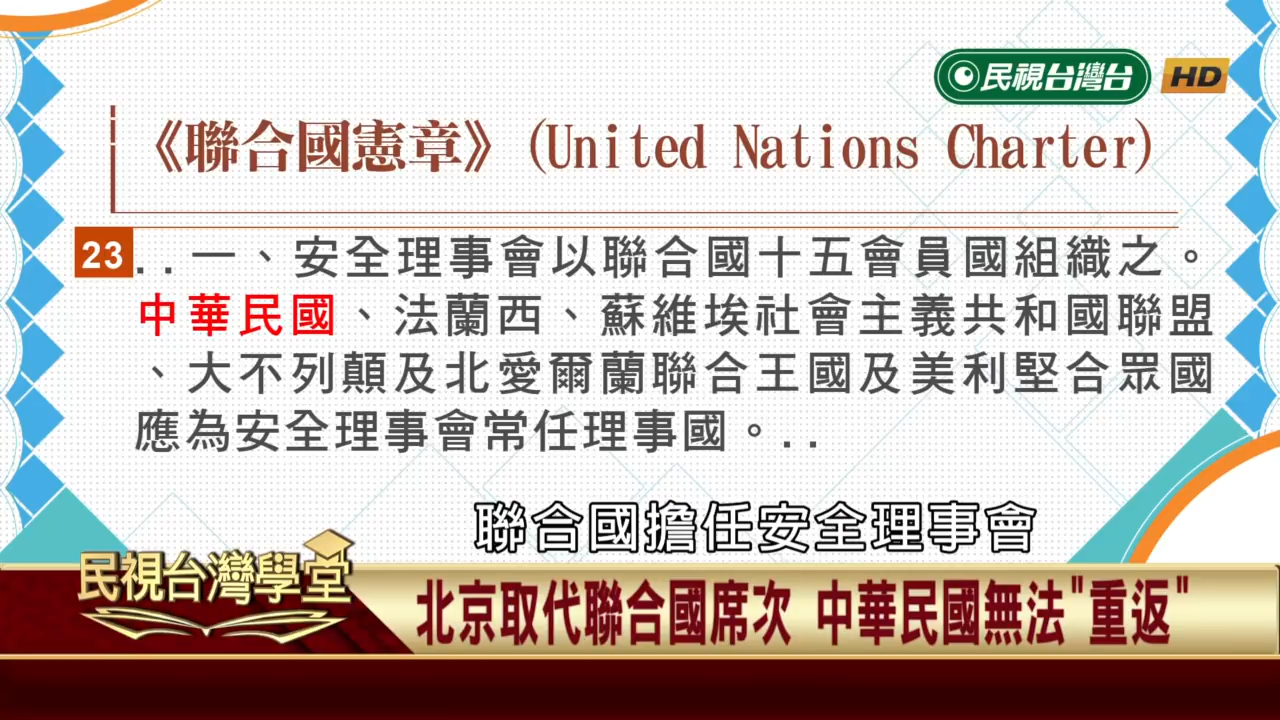 民視台灣台 HD
《聯合國憲章》(United Nations Charter)
23 ..一、安全理事會以聯合國十五會員國組織之。
中華民國、法蘭西、蘇維埃社會主義共和國聯盟
、大不列顛及北愛爾蘭聯合王國及美利堅合眾國
應為安全理事會常任理事國。..
聯合國擔任安全理事會
民視台灣學堂
北京取代聯合國席次 中華民國無法"重返"